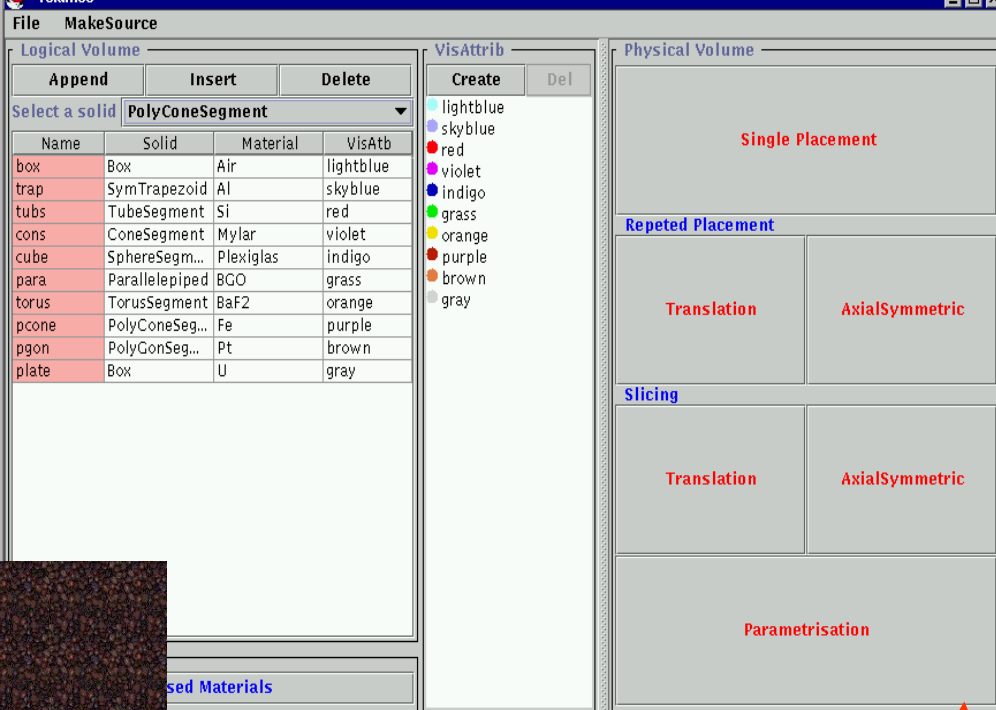 File MakeSource
Logical Volume
Append Insert Delete
Select a solid PolyConeSegment
Name Solid Material VisAtb
box Box Air lightblue
trap SymTrapezoid Al skyblue
tubs TubeSegment Si red
cons ConeSegment Mylar violet
cube SphereSegm... Plexiglas indigo
para Parallelepiped BGO grass
torus TorusSegment BaF2 orange
pcone PolyConeSeg... Fe purple
pgon PolyGonSeg... Pt brown
plate Box U gray
Materials
VisAttrib
Create Del
lightblue
skyblue
red
violet
indigo
grass
orange
purple
brown
gray
Physical Volume
Single Placement
Repeted Placement
Translation AxialSymmetric
Slicing
Translation AxialSymmetric
Parametrisation